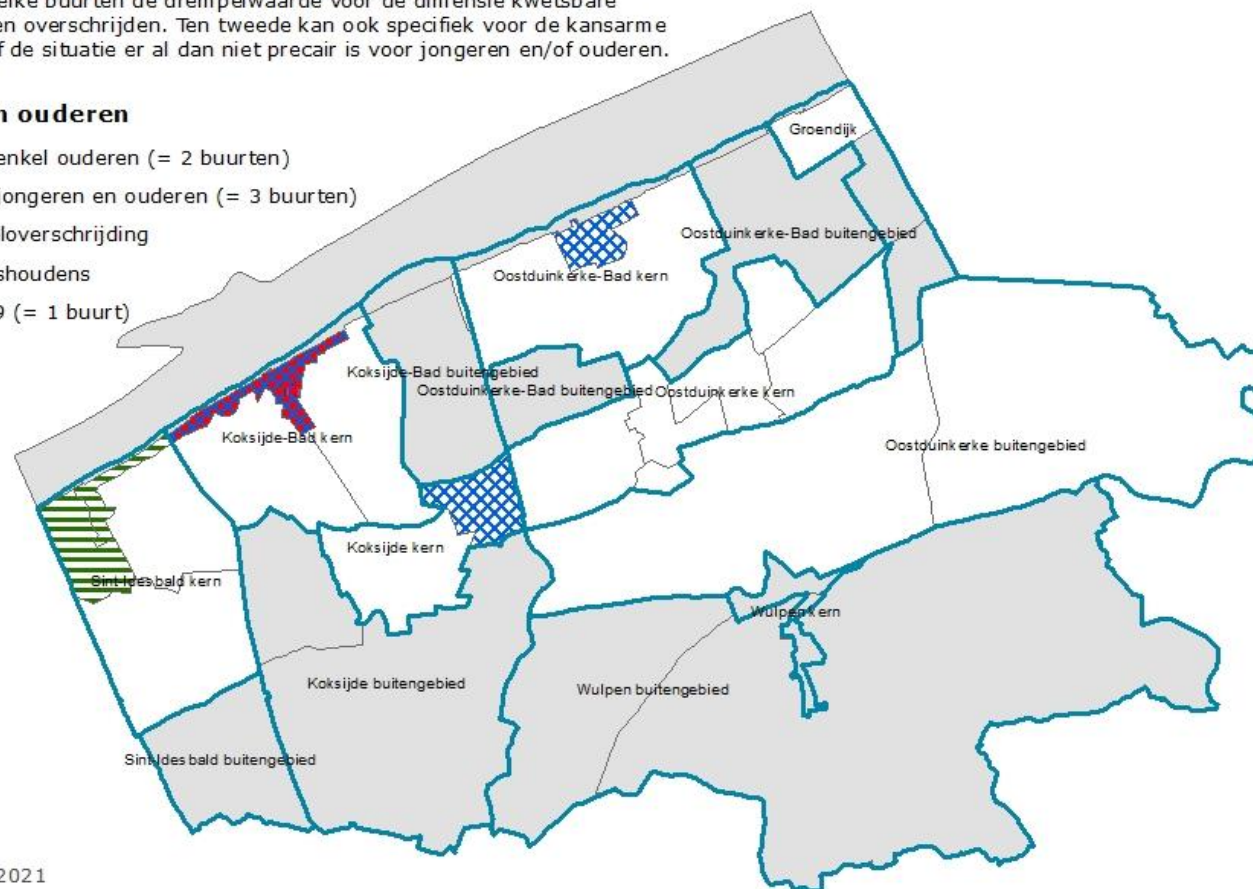 elke buurten de drempelwaarde voor de dimensie kwetsbare
en overschrijden. Ten tweede kan ook specifiek voor de kansarme
f de situatie er al dan niet precair is voor jongeren en/of ouderen.
n ouderen
enkel ouderen (= 2 buurten)
jongeren en ouderen (= 3 buurten)
loverschrijding
shoudens
9 (= 1 buurt)
Groendijk
Oostduinkerke-Bad buitengebied
Oostduinkerke-Bad kern
Koksijde-Bad buitengebied
Oostduinkerke-Bad buitengebied
Oostduinkerke kern
Koksijde-Bad kern
Oostduinkerke buitengebied
Koksijde kern
Sint-Idesbald kern
Wulpen kern
Koksijde buitengebied
Wulpen buitengebied
Sint-Idesbald buitengebied
2021